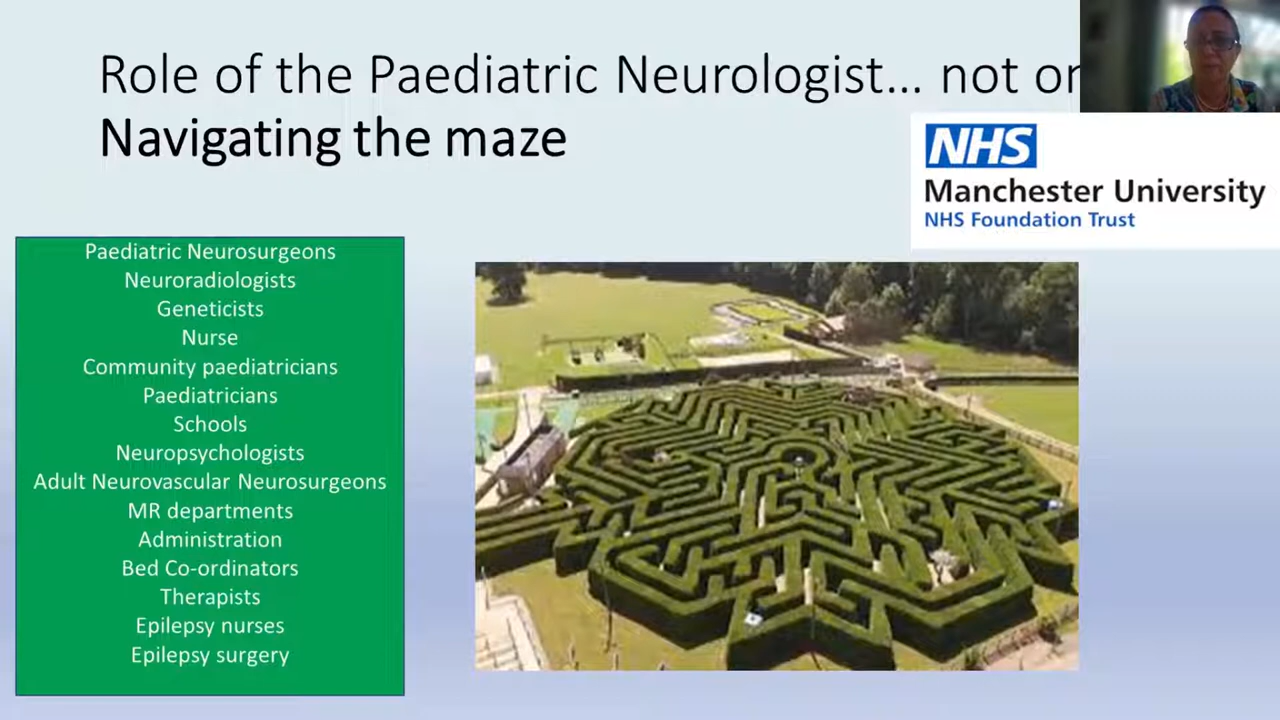 Role of the Paediatric Neurologist... not
Navigating the maze
NHS
Manchester University
NHS Foundation Trust
Paediatric Neurosurgeons
Neuroradiologists
Geneticists
Nurse
Community paediatricians
Paediatricians
Schools
Neuropsychologists
Adult Neurovascular Neurosurgeons
MR departments
Administration
Bed Co-ordinators
Therapists
Epilepsy nurses
Epilepsy surgery